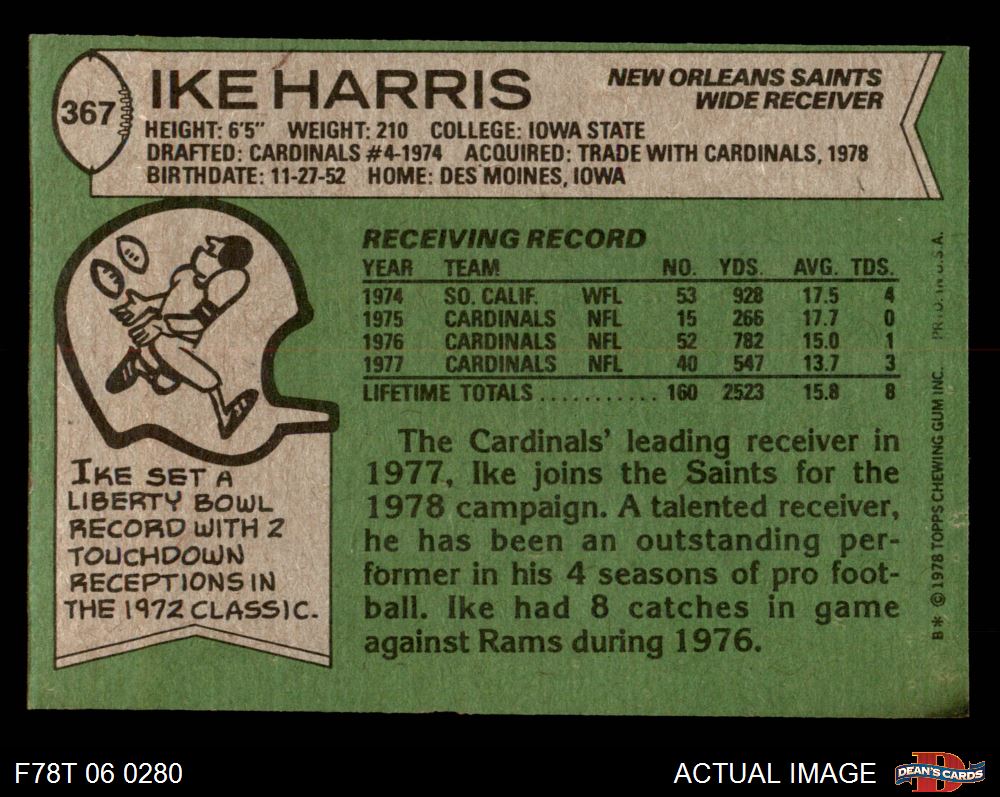 367
IKE HARRIS
NEW ORLEANS SAINTS
WIDE RECEIVER
HEIGHT: 6'5" WEIGHT: 210 COLLEGE: IOWA STATE
DRAFTED: CARDINALS #4-1974 ACQUIRED: TRADE WITH CARDINALS, 1978
BIRTHDATE: 11-27-52 HOME: DES MOINES, IOWA
RECEIVING RECORD
YEAR TEAM NO. YDS. AVG. TDS.
1974 SO. CALIF. WFL 53 928 17.5 4
1975 CARDINALS NFL 15 266 17.7 0
1976 CARDINALS NFL 52 782 15.0 1
1977 CARDINALS NFL 40 547 13.7 3
LIFETIME TOTALS ........... 160 2523 15.8 8
IKE SET A
LIBERTY BOWL
RECORD WITH 2
TOUCHDOWN
RECEPTIONS IN
THE 1972 CLASSIC.
The Cardinals' leading receiver in
1977, Ike joins the Saints for the
1978 campaign. A talented receiver,
he has been an outstanding per-
former in his 4 seasons of pro foot-
ball. Ike had 8 catches in game
against Rams during 1976.
B* © 1978 TOPPS CHEWING GUM INC. PRTD. IN U.S.A.
F78T 06 0280
ACTUAL IMAGE
D
DEAN'S CARDS